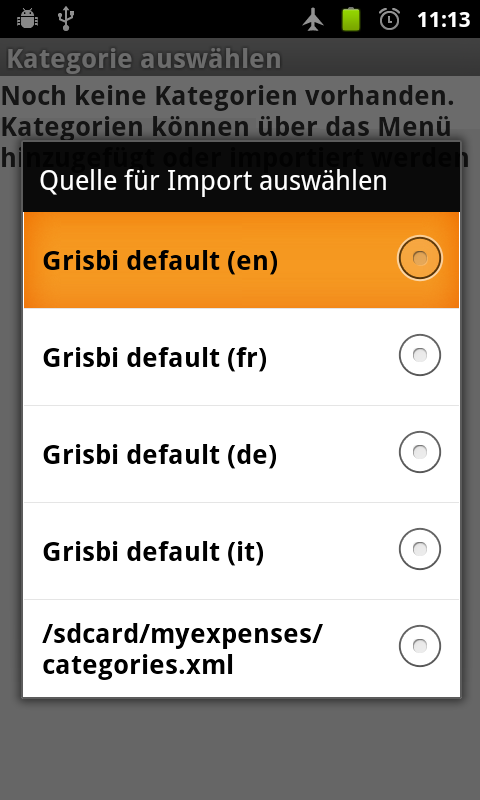 11:13
Kategorie auswählen
Noch keine Kategorien vorhanden.
Kategorien können über das Menü
hinzugefügt oder importiert werden
Quelle für Import auswählen
Grisbi default (en)
Grisbi default (fr)
Grisbi default (de)
Grisbi default (it)
/sdcard/myexpenses/
categories.xml